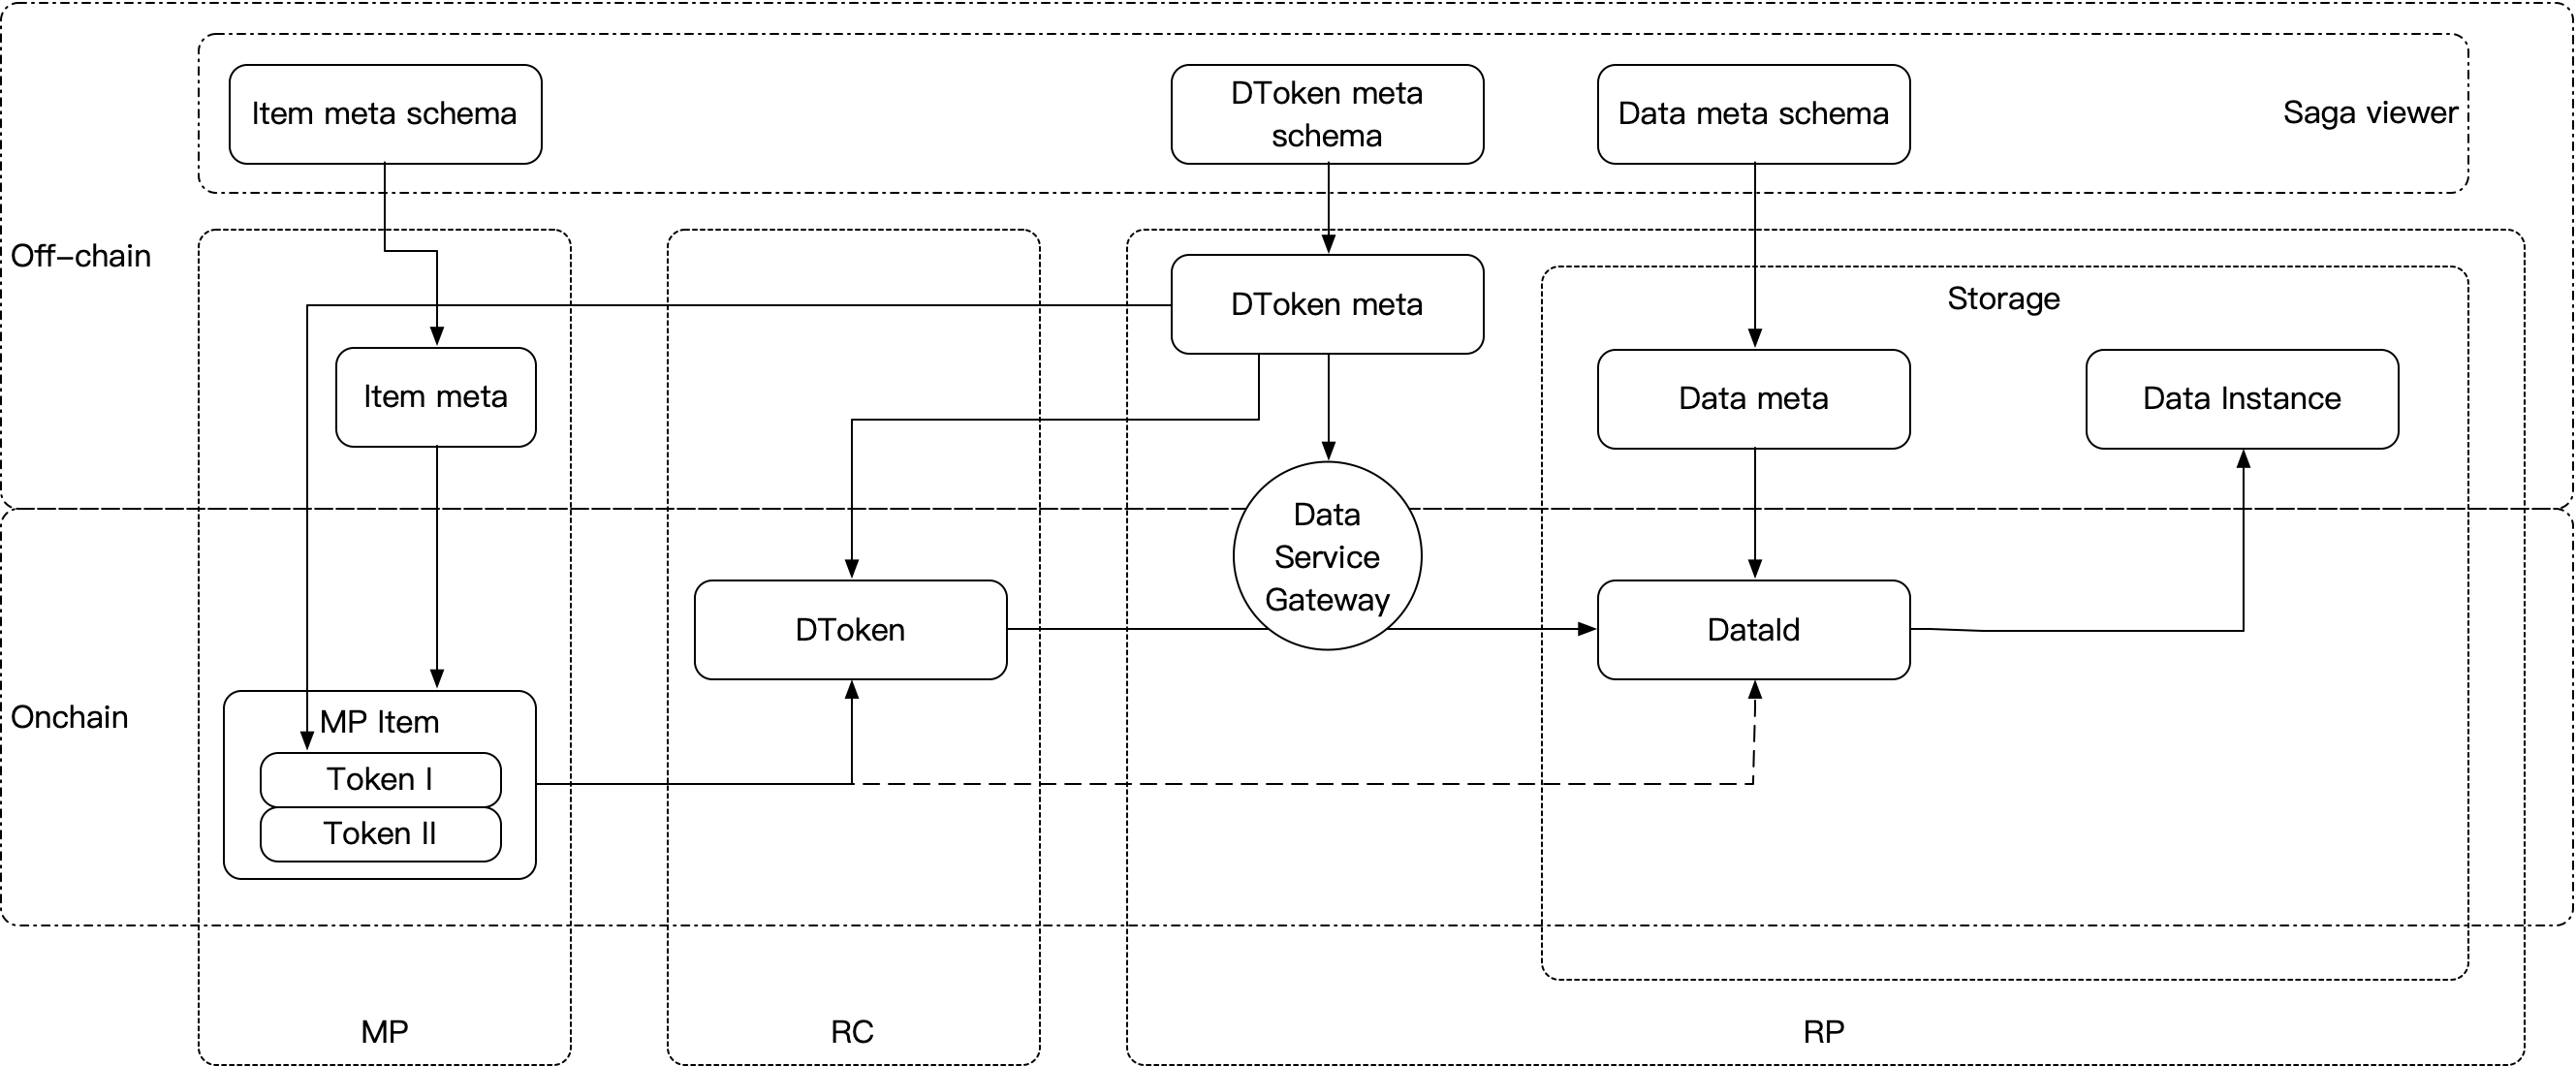 Item meta schema
DToken meta
schema
Data meta schema
Saga viewer
Off-chain
Storage
DToken meta
Item meta
Data meta
Data Instance
Data
Service
Gateway
DToken
DataId
Onchain
MP Item
Token I
Token II
MP
RC
RP